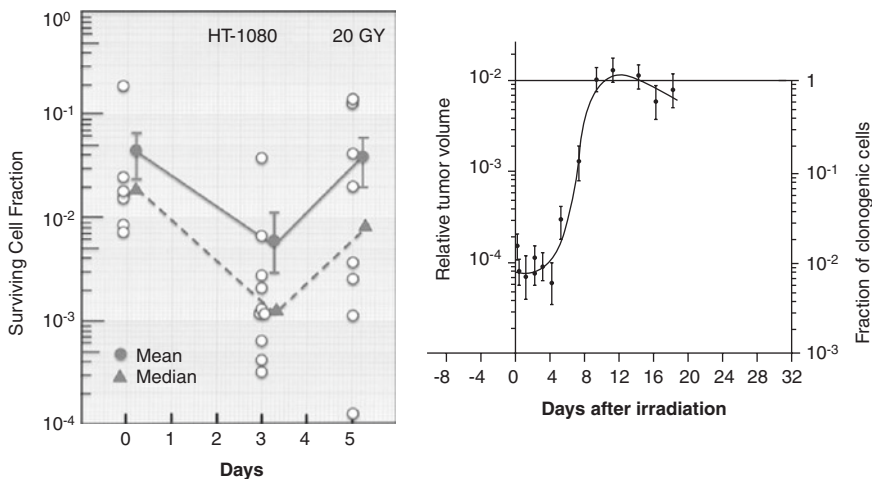 10⁰
HT-1080 20 GY
10⁻¹
10⁻²
10⁻³
10⁻⁴
Surviving Cell Fraction
Mean
Median
0 1 2 3 4 5
Days
10⁻²
10⁻³
10⁻⁴
Relative tumor volume
1
10⁻¹
10⁻²
10⁻³
Fraction of clonogenic cells
-8 -4 0 4 8 12 16 20 24 28 32
Days after irradiation